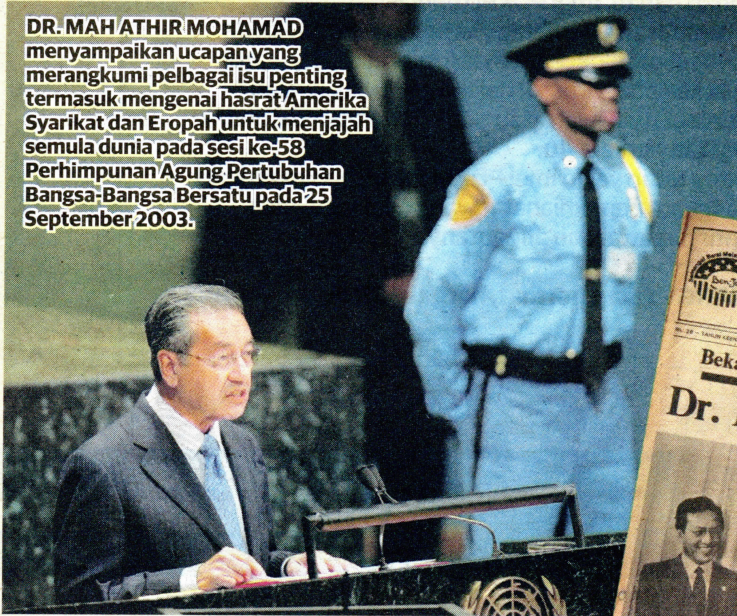 DR. MAH ATHIR MOHAMAD
menyampaikan ucapan yang
merangkumi pelbagai isu penting
termasuk mengenai hasrat Amerika
Syarikat dan Eropah untuk menjajah
semula dunia pada sesi ke-58
Perhimpunan Agung Pertubuhan
Bangsa-Bangsa Bersatu pada 25
September 2003.
Beka
Dr.